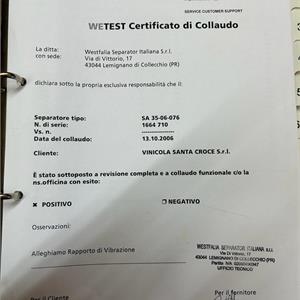 SERVICE CUSTOMER SUPPORT
WETEST Certificato di Collaudo
La ditta: Westfalia Separator Italiana S.r.l.
con sede: Via di Vittorio, 17
43044 Lemignano di Collecchio (PR)
dichiara sotto la propria esclusiva responsabilità che il:
Separatore tipo: SA 35-06-076
N. di serie: 1664 710
Vs. n. ---------------
Data del collaudo: 13.10.2006
Cliente: VINICOLA SANTA CROCE S.r.l.
È stato sottoposto a revisione completa e a collaudo funzionale c/o la
ns.officina con esito:
X POSITIVO □ NEGATIVO
Osservazioni:
Alleghiamo Rapporto di Vibrazione
WESTFALIA SEPARATOR ITALIANA s.r.l.
Via Di Vittorio, 17
43044 LEMIGNANO DI COLLECCHIO (PR)
Partita IVA
UFFICIO TECNICO
Per il Cliente
Per il fornitore